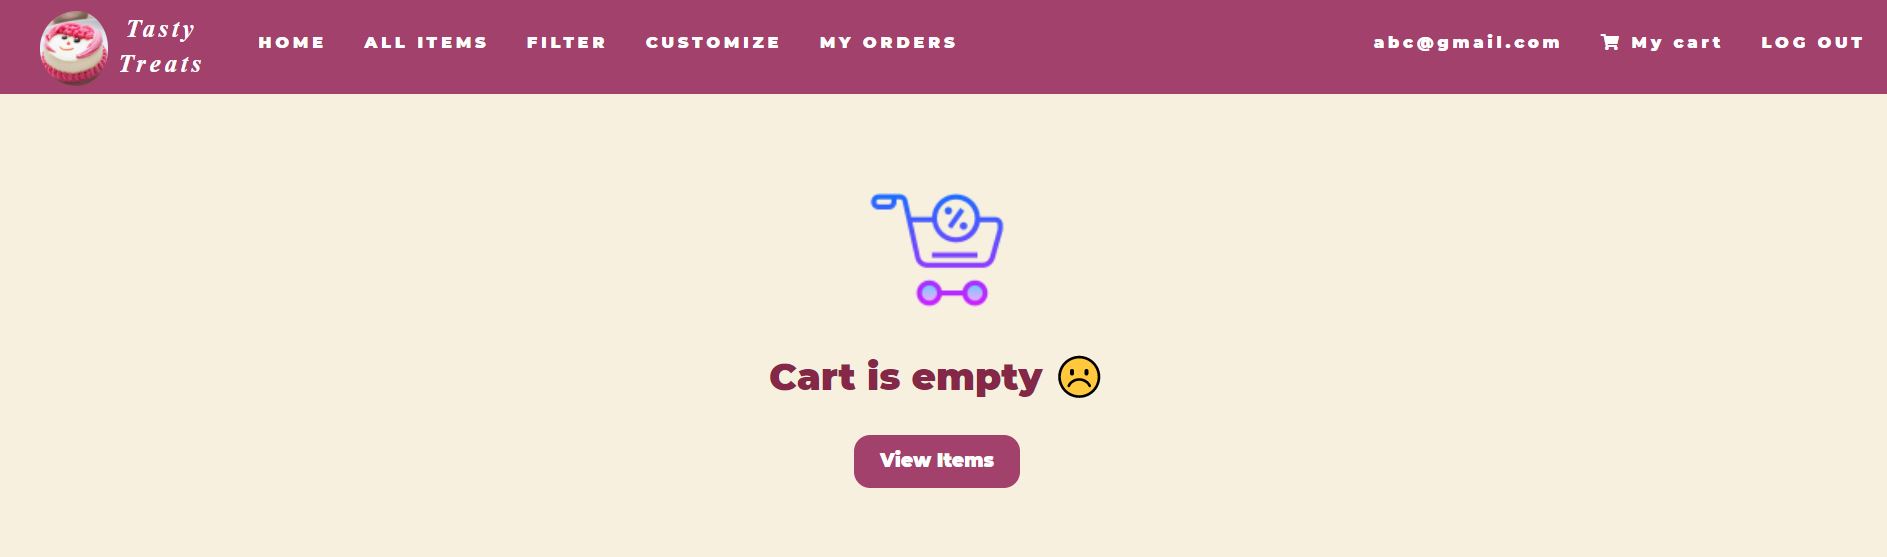 Tasty
Treats
HOME ALL ITEMS FILTER CUSTOMIZE MY ORDERS abc@gmail.com My cart LOG OUT
%
Cart is empty ☹️
View Items